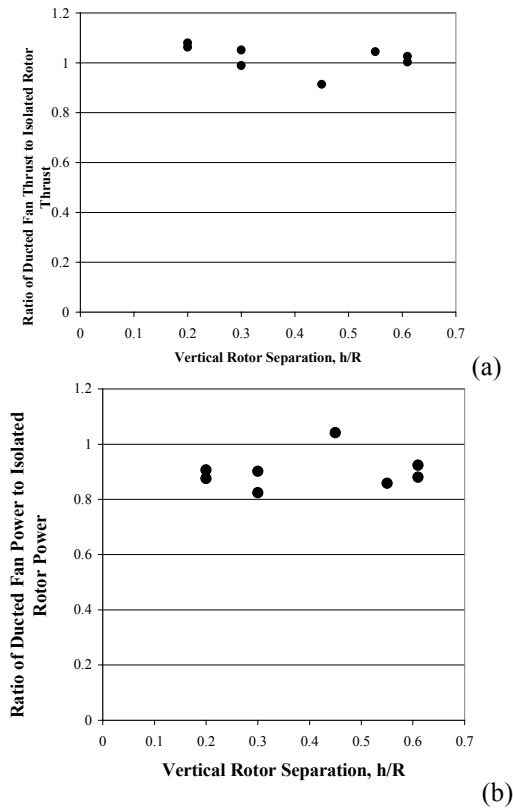 1.2
1
0.8
0.6
0.4
0.2
0
0 0.1 0.2 0.3 0.4 0.5 0.6 0.7
Ratio of Ducted Fan Thrust to Isolated Rotor
Thrust
Vertical Rotor Separation, h/R
(a)
1.2
1
0.8
0.6
0.4
0.2
0
0 0.1 0.2 0.3 0.4 0.5 0.6 0.7
Ratio of Ducted Fan Power to Isolated
Rotor Power
Vertical Rotor Separation, h/R
(b)